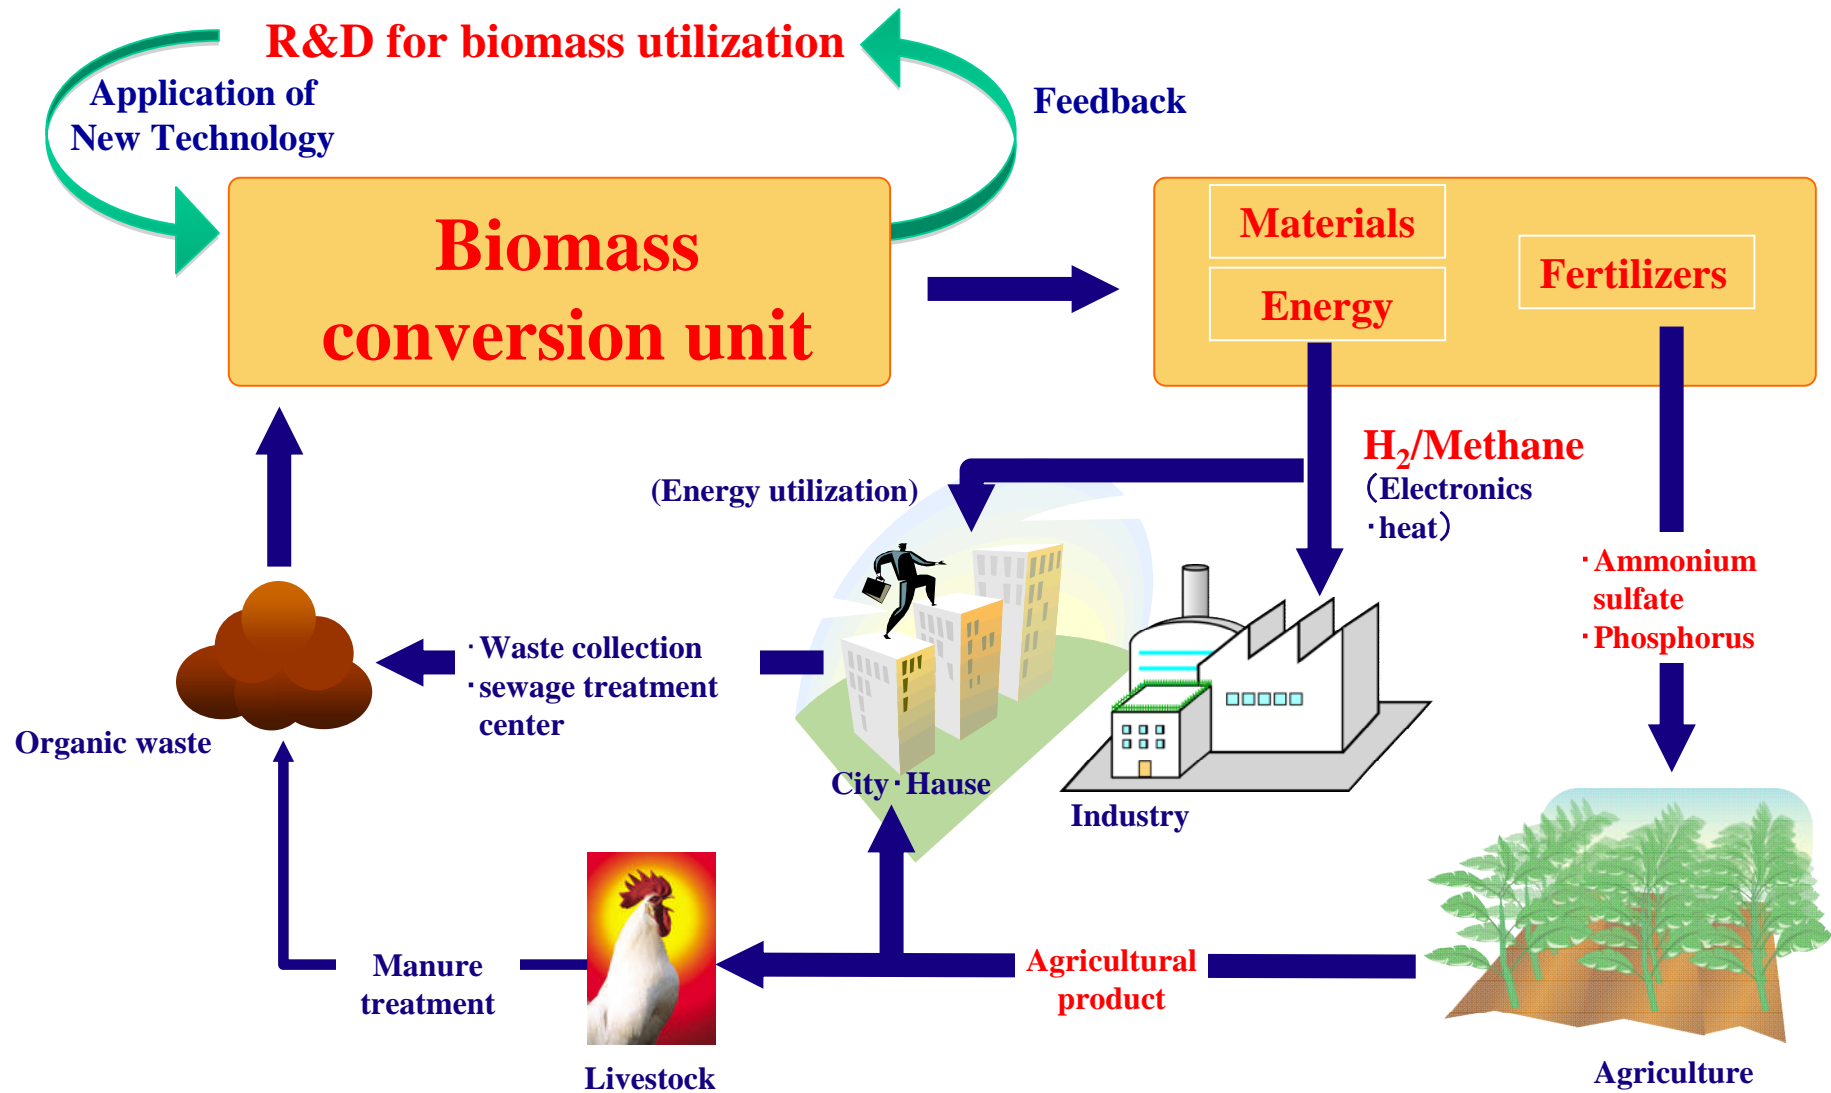 R&D for biomass utilization
Application of
New Technology
Feedback
Biomass
conversion unit
Materials
Energy
Fertilizers
H₂/Methane
（Electronics
・heat）
(Energy utilization)
・Ammonium
sulfate
・Phosphorus
・Waste collection
・sewage treatment
center
Organic waste
City・Hause
Industry
Manure
treatment
Agricultural
product
Livestock
Agriculture